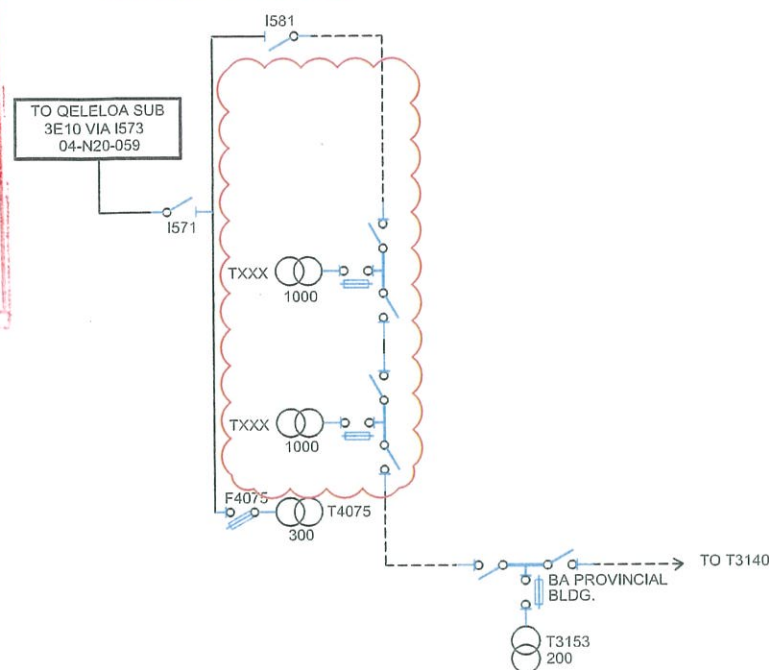 I581
TO QELELOA SUB
3E10 VIA I573
04-N20-059
I571
TXXX
1000
TXXX
1000
F4075
T4075
300
TO T3140
BA PROVINCIAL
BLDG.
T3153
200